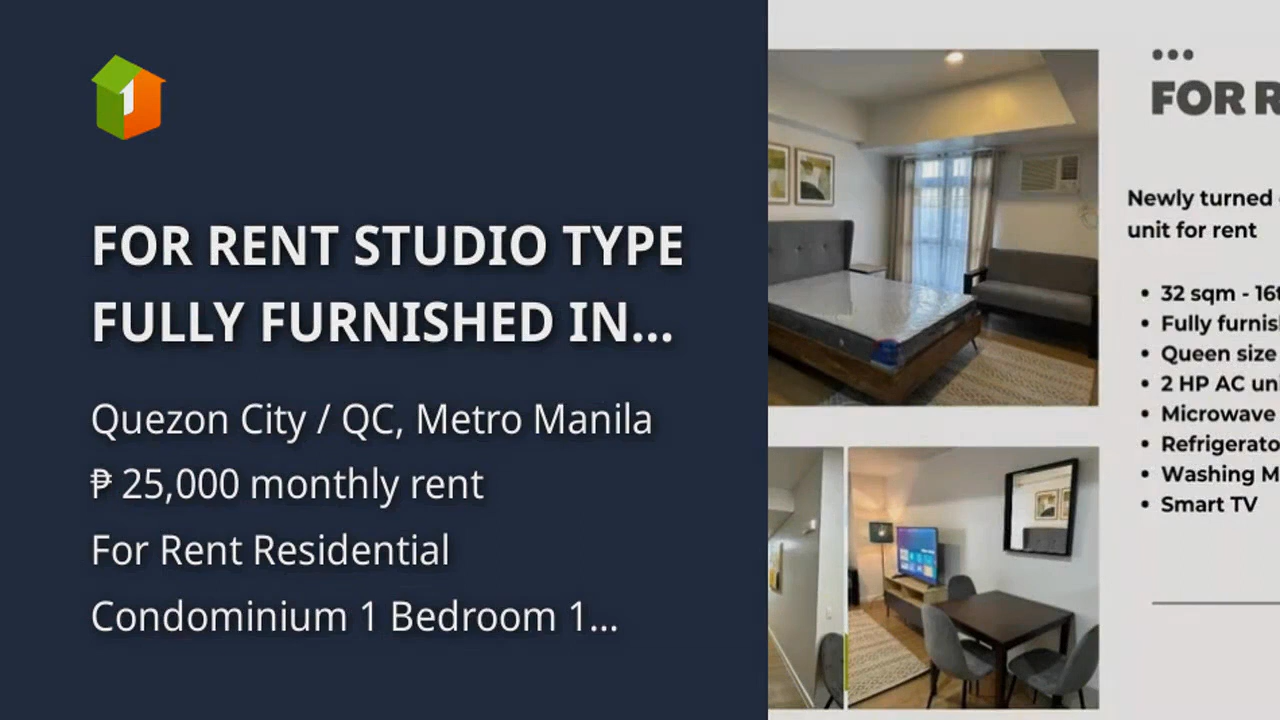 FOR RENT STUDIO TYPE
FULLY FURNISHED IN...
Quezon City / QC, Metro Manila
₱ 25,000 monthly rent
For Rent Residential
Condominium 1 Bedroom 1...
FOR R
Newly turned
unit for rent
• 32 sqm - 16t
• Fully furnis
• Queen size
• 2 HP AC un
• Microwave
• Refrigerato
• Washing M
• Smart TV